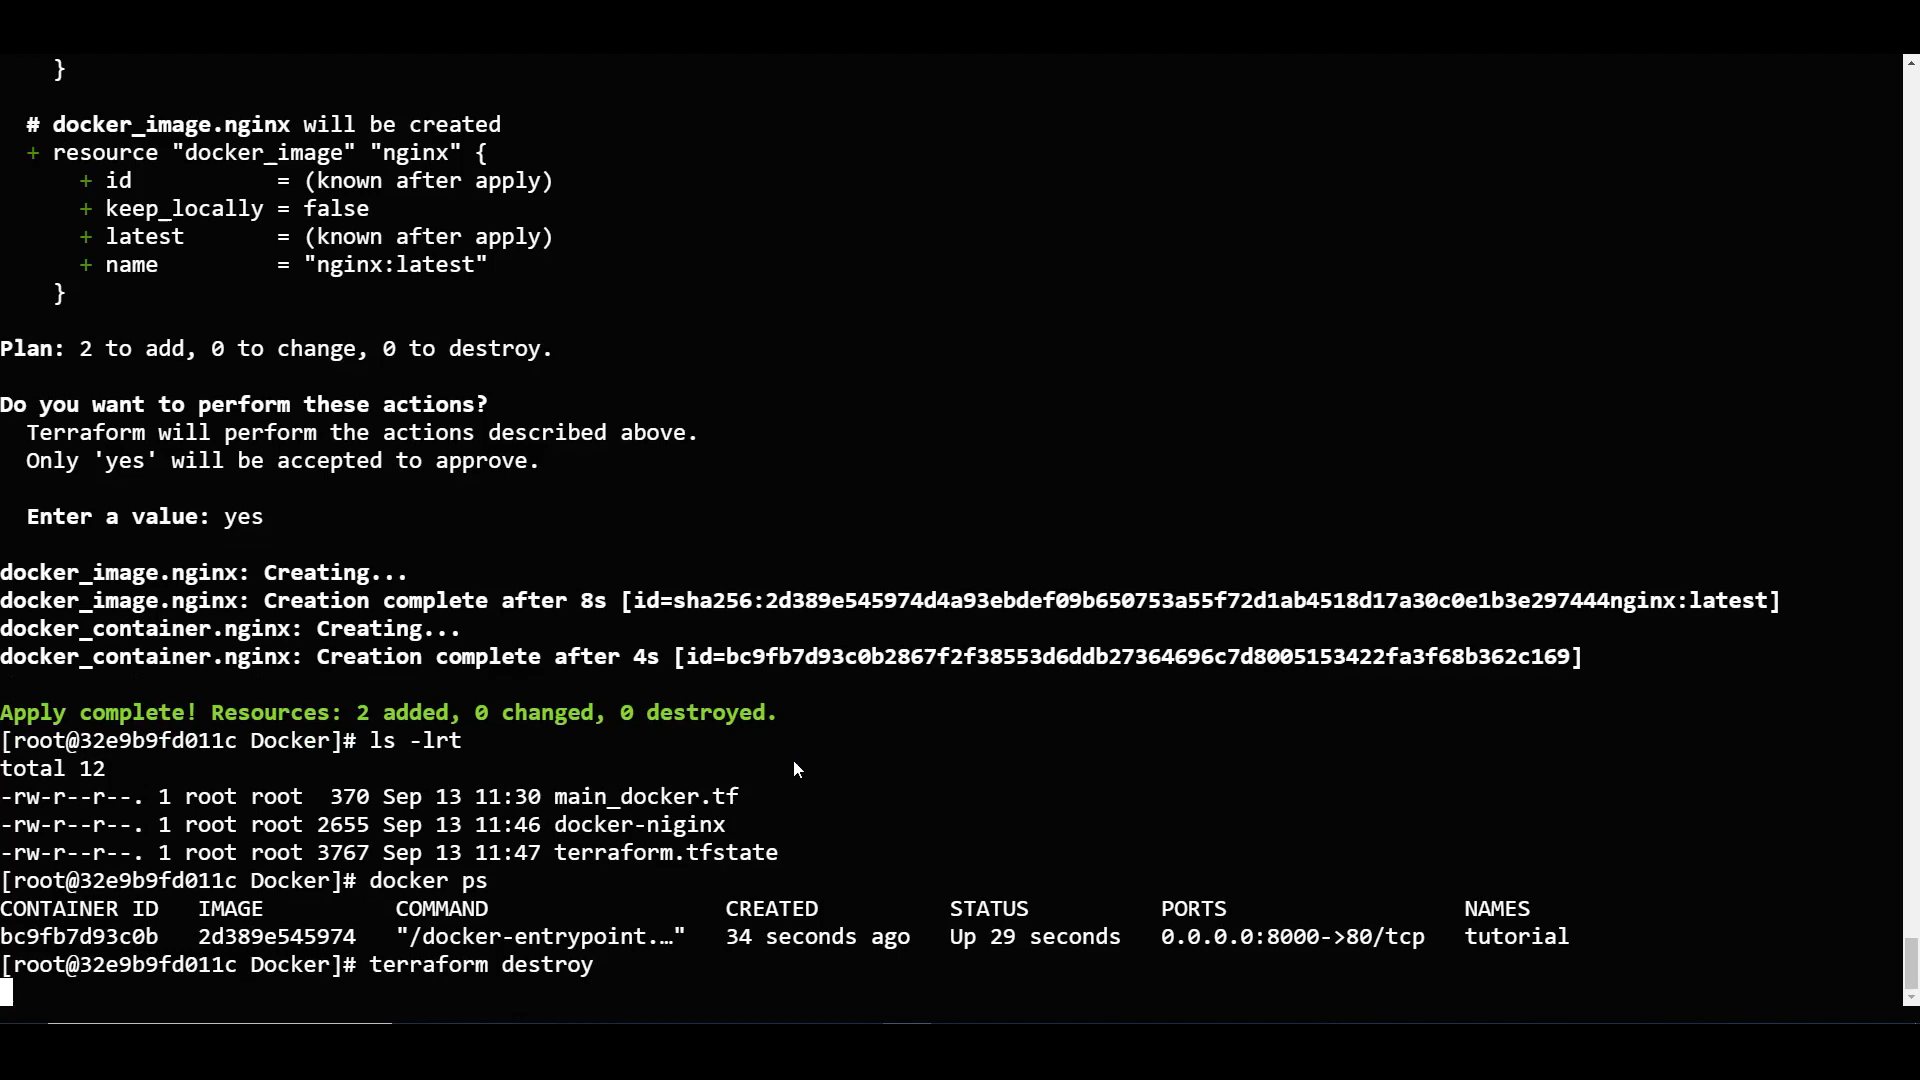 }
# docker_image.nginx will be created
+ resource "docker_image" "nginx" {
+ id = (known after apply)
+ keep_locally = false
+ latest = (known after apply)
+ name = "nginx:latest"
}
Plan: 2 to add, 0 to change, 0 to destroy.
Do you want to perform these actions?
Terraform will perform the actions described above.
Only 'yes' will be accepted to approve.
Enter a value: yes
docker_image.nginx: Creating...
docker_image.nginx: Creation complete after 8s [id=sha256:2d389e545974d4a93ebdef09b650753a55f72d1ab4518d17a30c0e1b3e297444nginx:latest]
docker_container.nginx: Creating...
docker_container.nginx: Creation complete after 4s [id=bc9fb7d93c0b2867f2f38553d6ddb27364696c7d8005153422fa3f68b362c169]
Apply complete! Resources: 2 added, 0 changed, 0 destroyed.
[root@32e9b9fd011c Docker]# ls -lrt
total 12
-rw-r--r--. 1 root root  370 Sep 13 11:30 main_docker.tf
-rw-r--r--. 1 root root 2655 Sep 13 11:46 docker-niginx
-rw-r--r--. 1 root root 3767 Sep 13 11:47 terraform.tfstate
[root@32e9b9fd011c Docker]# docker ps
CONTAINER ID   IMAGE          COMMAND                  CREATED          STATUS          PORTS                  NAMES
bc9fb7d93c0b   2d389e545974   "/docker-entrypoint.…"   34 seconds ago   Up 29 seconds   0.0.0.0:8000->80/tcp   tutorial
[root@32e9b9fd011c Docker]# terraform destroy